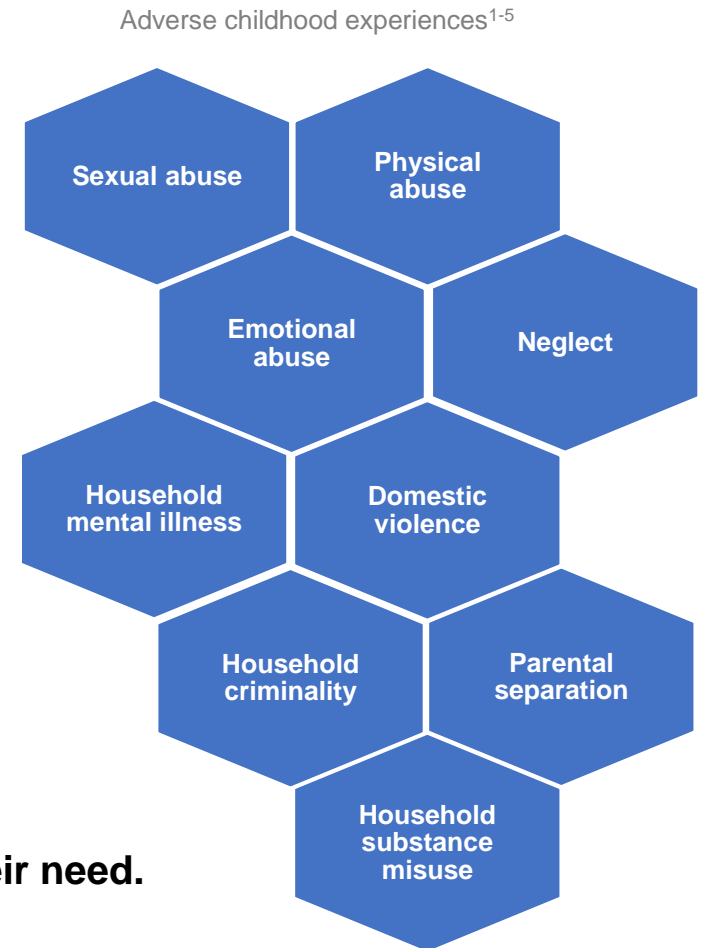 Adverse childhood experiences1-5
Sexual abuse
Physical
abuse
Emotional
abuse
Neglect
Household
mental illness
Domestic
violence
Household
criminality
Parental
separation
Household
substance
misuse
eir need.